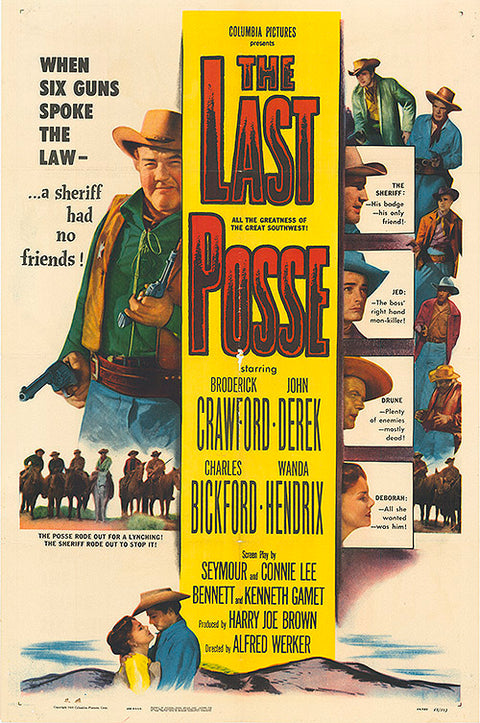 COLUMBIA PICTURES
presents
THE
LAST
POSSE
WHEN
SIX GUNS
SPOKE
THE
LAW—
...a sheriff
had
no
friends!
ALL THE GREATNESS OF
THE GREAT SOUTHWEST!
THE
SHERIFF:
—His badge
—his only
friend!
JED:
—The boss'
right hand
man-killer!
DRUNE
—Plenty
of enemies
—mostly
dead!
DEBORAH:
—All she
wanted
—was him!
starring
BRODERICK JOHN
CRAWFORD · DEREK
CHARLES WANDA
BICKFORD · HENDRIX
THE POSSE RODE OUT FOR A LYNCHING!
THE SHERIFF RODE OUT TO STOP IT!
Screen Play by
SEYMOUR and CONNIE LEE
BENNETT and KENNETH GAMET
Produced by HARRY JOE BROWN
Directed by ALFRED WERKER